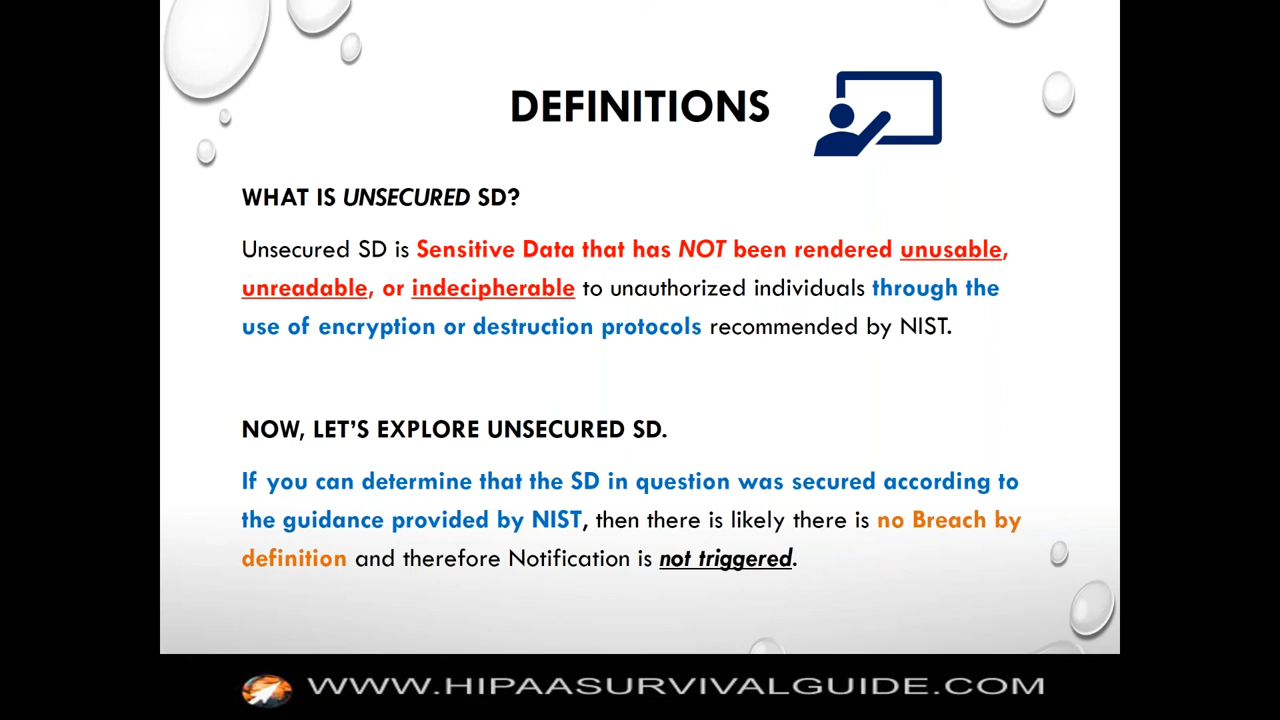 DEFINITIONS
WHAT IS UNSECURED SD?
Unsecured SD is Sensitive Data that has NOT been rendered unusable,
unreadable, or indecipherable to unauthorized individuals through the
use of encryption or destruction protocols recommended by NIST.
NOW, LET'S EXPLORE UNSECURED SD.
If you can determine that the SD in question was secured according to
the guidance provided by NIST, then there is likely there is no Breach by
definition and therefore Notification is not triggered.
WWW.HIPAASURVIVALGUIDE.COM